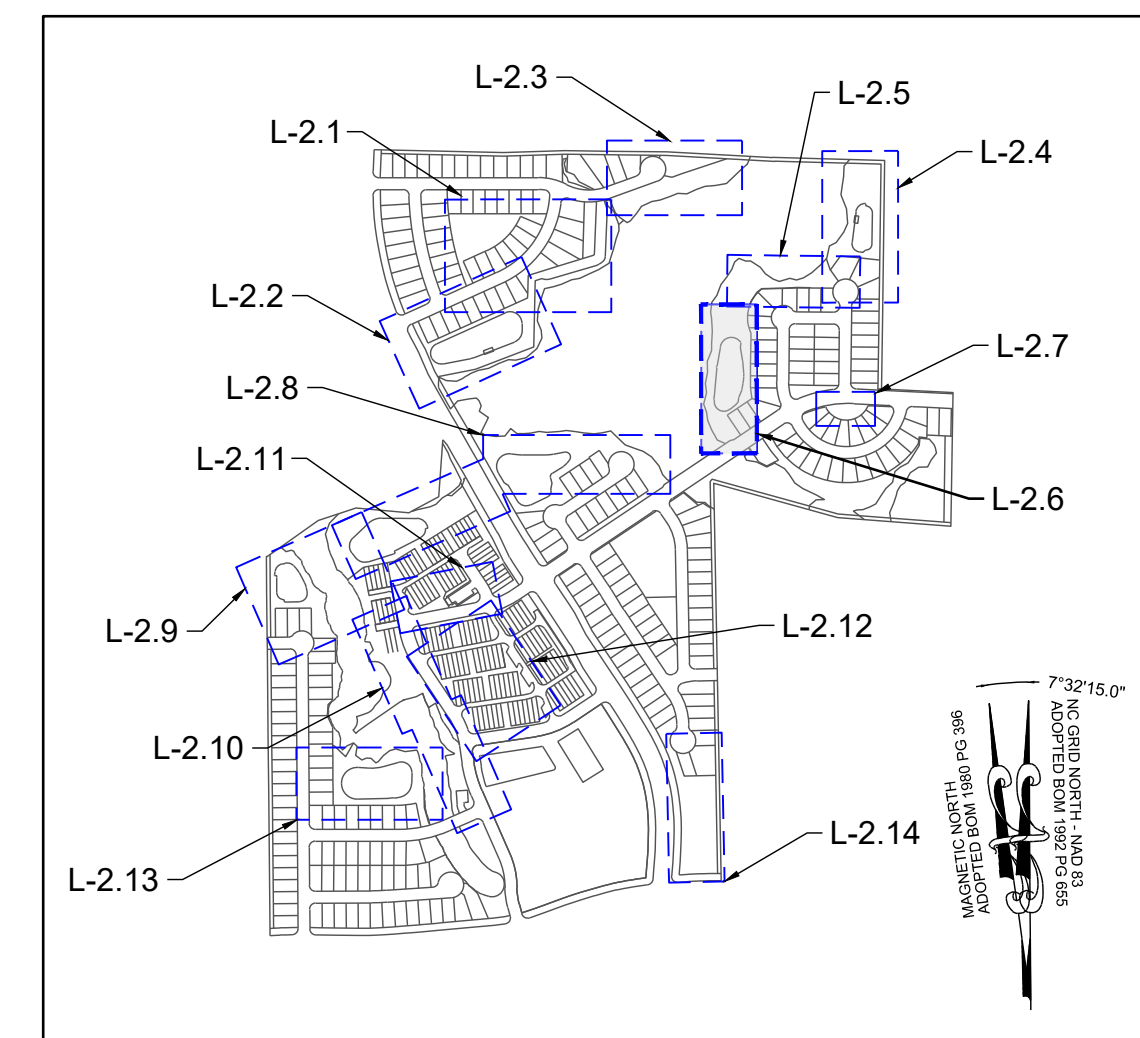 L-2.3
L-2.5
L-2.1
L-2.4
L-2.2
L-2.7
L-2.8
L-2.11
L-2.6
L-2.9
L-2.12
L-2.10
L-2.14
L-2.13
7°32'15.0"
MAGNETIC NORTH
ADOPTED BOM 1980 PG 396
NC GRID NORTH - NAD 83
ADOPTED BOM 1992 PG 655